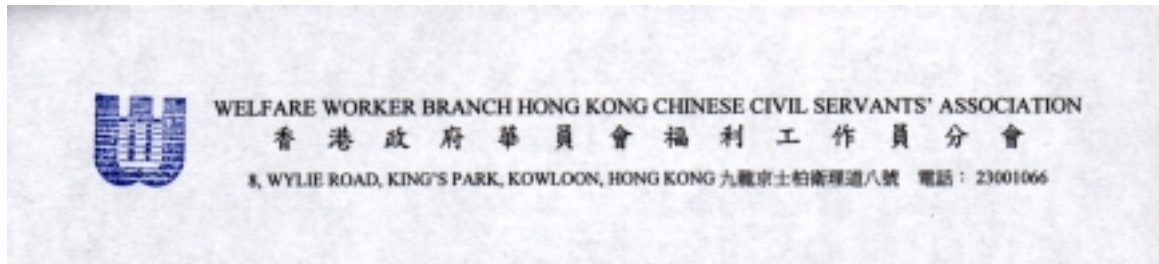 WELFARE WORKER BRANCH HONG KONG CHINESE CIVIL SERVANTS' ASSOCIATION
香港政府華員會福利工作員分會
8, WYLIE ROAD, KING'S PARK, KOWLOON, HONG KONG 九龍京士柏衛理道八號 電話：23001066